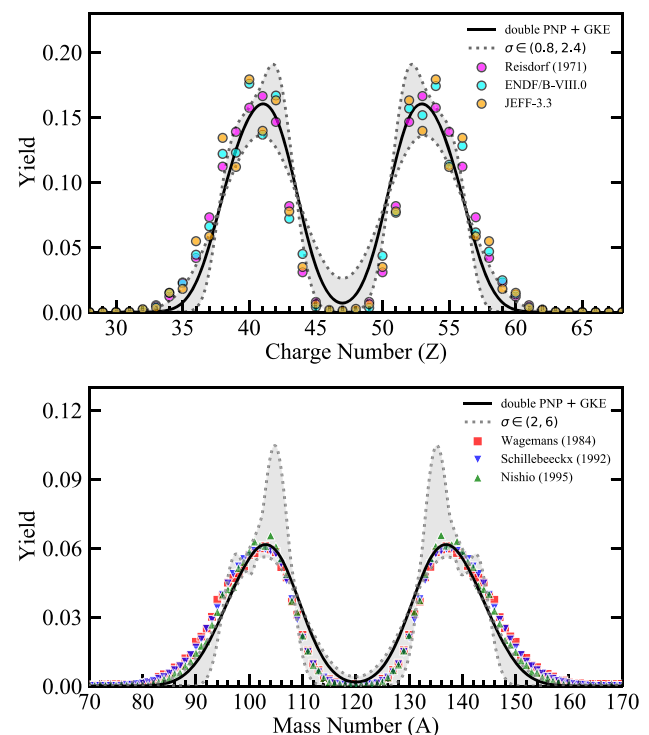 0.20
0.15
0.10
0.05
0.00
Yield
double PNP + GKE
σ∈(0.8, 2.4)
Reisdorf (1971)
ENDF/B-VIII.0
JEFF-3.3
30 35 40 45 50 55 60 65
Charge Number (Z)
0.12
0.09
0.06
0.03
0.00
Yield
double PNP + GKE
σ∈(2, 6)
Wagemans (1984)
Schillebeeckx (1992)
Nishio (1995)
70 80 90 100 110 120 130 140 150 160 170
Mass Number (A)